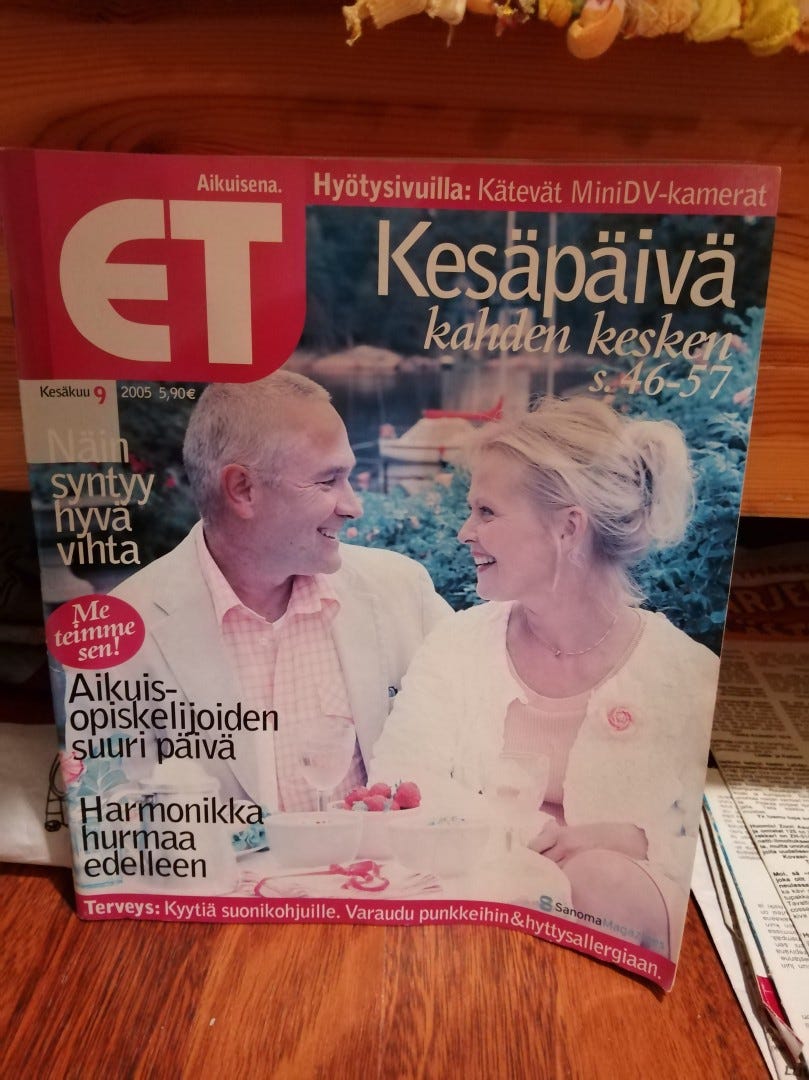 Aikuisena.
ET
Hyötysivuilla: Kätevät MiniDV-kamerat
Kesäpäivä
kahden kesken
s. 46-57
Kesäkuu 9 2005 5,90€
Näin
syntyy
hyvä
vihta
Me
teimme
sen!
Aikuis-
opiskelijoiden
suuri päivä
Harmonikka
hurmaa
edelleen
SanomaMagazines
Terveys: Kyytiä suonikohjuille. Varaudu punkkeihin&hyttysallergiaan.